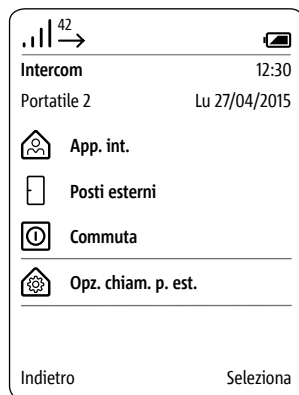 42
Intercom 12:30
Portatile 2 Lu 27/04/2015
App. int.
Posti esterni
Commuta
Opz. chiam. p. est.
Indietro Seleziona